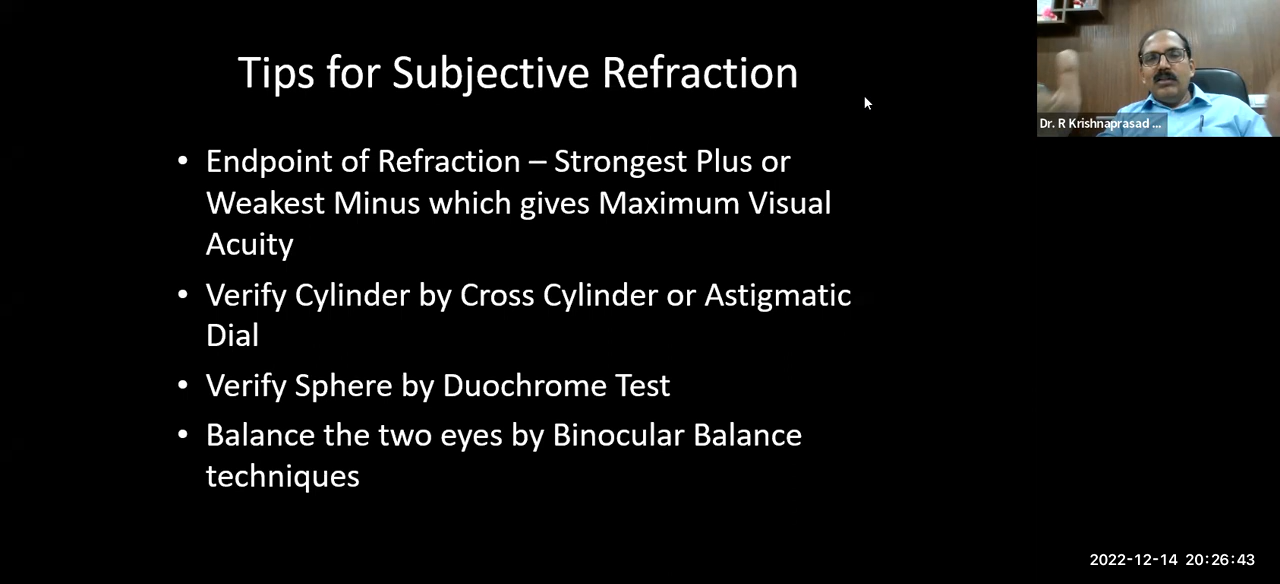 Tips for Subjective Refraction
Dr. R Krishnaprasad ...
• Endpoint of Refraction – Strongest Plus or
Weakest Minus which gives Maximum Visual
Acuity
• Verify Cylinder by Cross Cylinder or Astigmatic
Dial
• Verify Sphere by Duochrome Test
• Balance the two eyes by Binocular Balance
techniques
2022-12-14 20:26:43